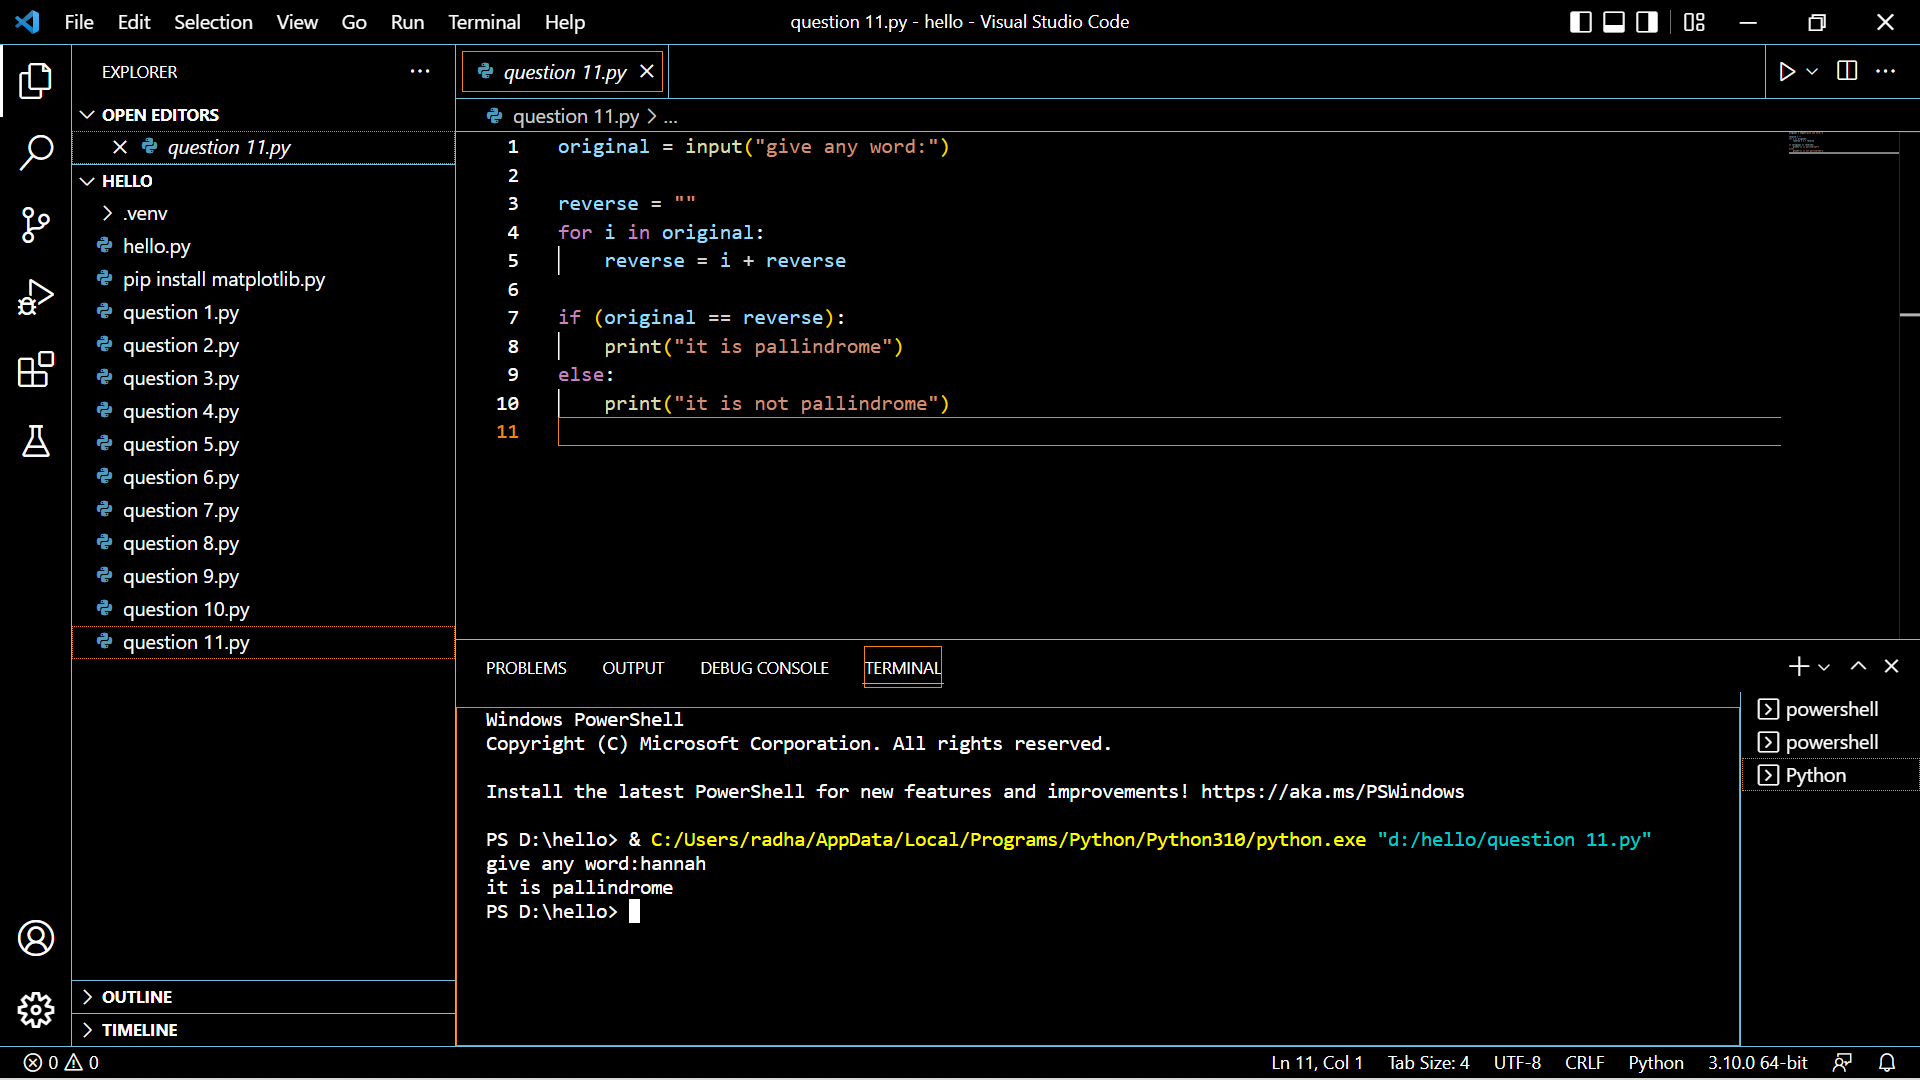 File Edit Selection View Go Run Terminal Help
question 11.py - hello - Visual Studio Code
EXPLORER
OPEN EDITORS
question 11.py
HELLO
.venv
hello.py
pip install matplotlib.py
question 1.py
question 2.py
question 3.py
question 4.py
question 5.py
question 6.py
question 7.py
question 8.py
question 9.py
question 10.py
question 11.py
OUTLINE
TIMELINE
question 11.py
question 11.py > ...
1 original = input("give any word:")
2
3 reverse = ""
4 for i in original:
5     reverse = i + reverse
6
7 if (original == reverse):
8     print("it is pallindrome")
9 else:
10     print("it is not pallindrome")
11
PROBLEMS OUTPUT DEBUG CONSOLE TERMINAL
Windows PowerShell
Copyright (C) Microsoft Corporation. All rights reserved.
Install the latest PowerShell for new features and improvements! https://aka.ms/PSWindows
PS D:\hello> & C:/Users/radha/AppData/Local/Programs/Python/Python310/python.exe "d:/hello/question 11.py"
give any word:hannah
it is pallindrome
PS D:\hello>
powershell
powershell
Python
0 0
Ln 11, Col 1 Tab Size: 4 UTF-8 CRLF Python 3.10.0 64-bit